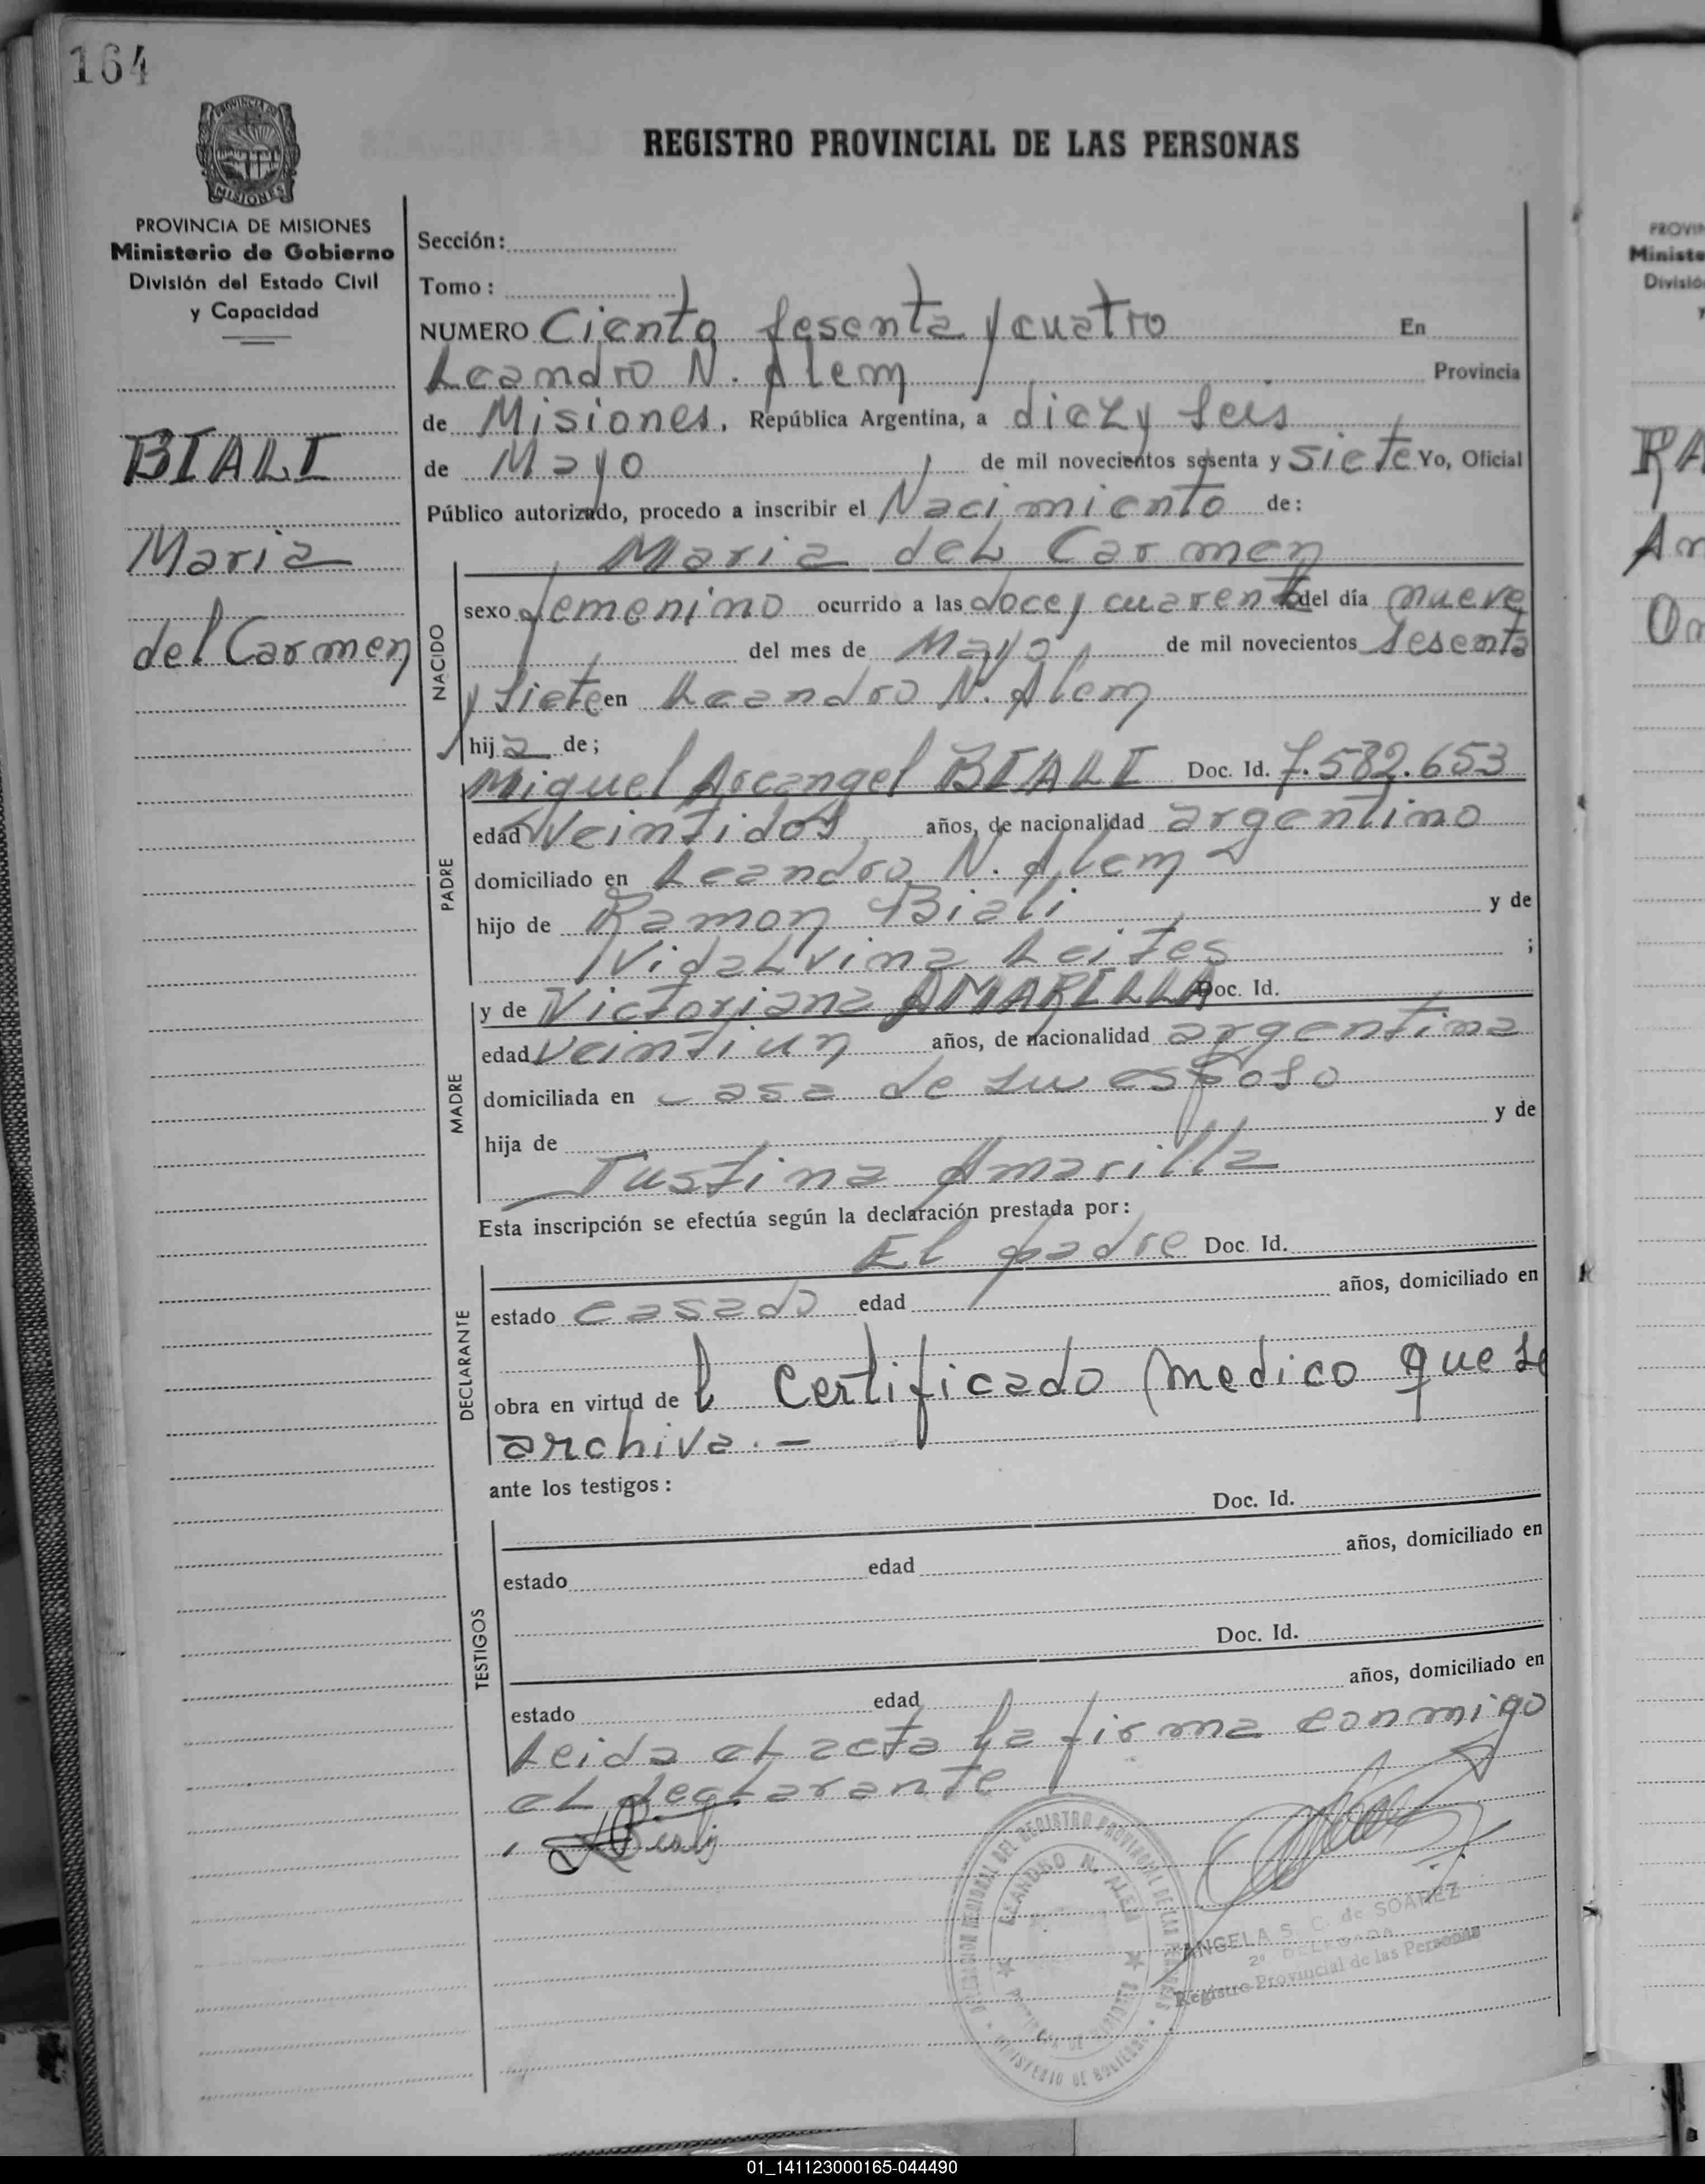 164
PROVINCIA DE MISIONES
Ministerio de Gobierno
División del Estado Civil
y Capacidad
BIALI
Maria
del Carmen
REGISTRO PROVINCIAL DE LAS PERSONAS
Sección:
Tomo:
NUMERO Ciento sesenta y cuatro En
Leandro N. Alem Provincia
de Misiones, República Argentina, a diez y seis
de Mayo de mil novecientos sesenta y siete Yo, Oficial
Público autorizado, procedo a inscribir el Nacimiento de:
Maria del Carmen
NACIDO
sexo femenino ocurrido a las doce y cuarenta del día nueve
del mes de Mayo de mil novecientos sesenta
y siete en Leandro N. Alem
hija de;
PADRE
Miguel Arcangel BIALI Doc. Id. 7.582.653
edad Veintidos años, de nacionalidad argentino
domiciliado en Leandro N. Alem
hijo de Ramon Biali y de
Vidalvina Leites ;
MADRE
y de Victoriana AMARILLA Doc. Id.
edad Veintiun años, de nacionalidad argentina
domiciliada en casa de su esposo
hija de y de
Justina Amarilla
Esta inscripción se efectúa según la declaración prestada por:
DECLARANTE
El padre Doc. Id.
estado casado edad años, domiciliado en
obra en virtud del Certificado medico que se
archiva.-
ante los testigos:
TESTIGOS
Doc. Id.
estado edad años, domiciliado en
Doc. Id.
estado edad años, domiciliado en
Leida el acta la firma conmigo
el declarante
Biali
LEANDRO N. ALEM
ANGELA S. C. de SOAREZ
2ª DELEGADA
Registro Provincial de las Personas
PROVIN
Ministe
Divisió
y
RA
An
On
01_141123000165-044490